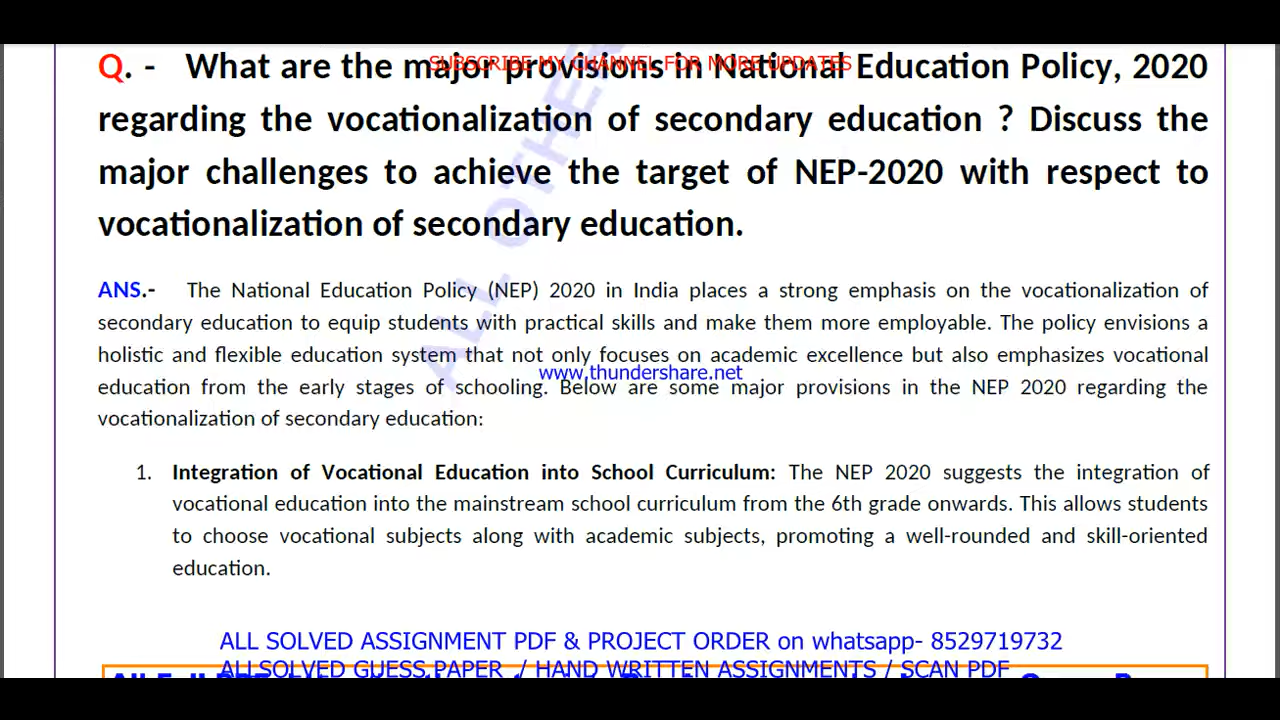 Q. - What are the major provisions in National Education Policy, 2020
SUBSCRIBE MY CHANNEL FOR MORE UPDATES
regarding the vocationalization of secondary education ? Discuss the
major challenges to achieve the target of NEP-2020 with respect to
vocationalization of secondary education.
ALL OTHER
ANS.- The National Education Policy (NEP) 2020 in India places a strong emphasis on the vocationalization of
secondary education to equip students with practical skills and make them more employable. The policy envisions a
holistic and flexible education system that not only focuses on academic excellence but also emphasizes vocational
www.thundershare.net
education from the early stages of schooling. Below are some major provisions in the NEP 2020 regarding the
vocationalization of secondary education:
1. Integration of Vocational Education into School Curriculum: The NEP 2020 suggests the integration of
vocational education into the mainstream school curriculum from the 6th grade onwards. This allows students
to choose vocational subjects along with academic subjects, promoting a well-rounded and skill-oriented
education.
ALL SOLVED ASSIGNMENT PDF & PROJECT ORDER on whatsapp- 8529719732
ALL SOLVED GUESS PAPER / HAND WRITTEN ASSIGNMENTS / SCAN PDF